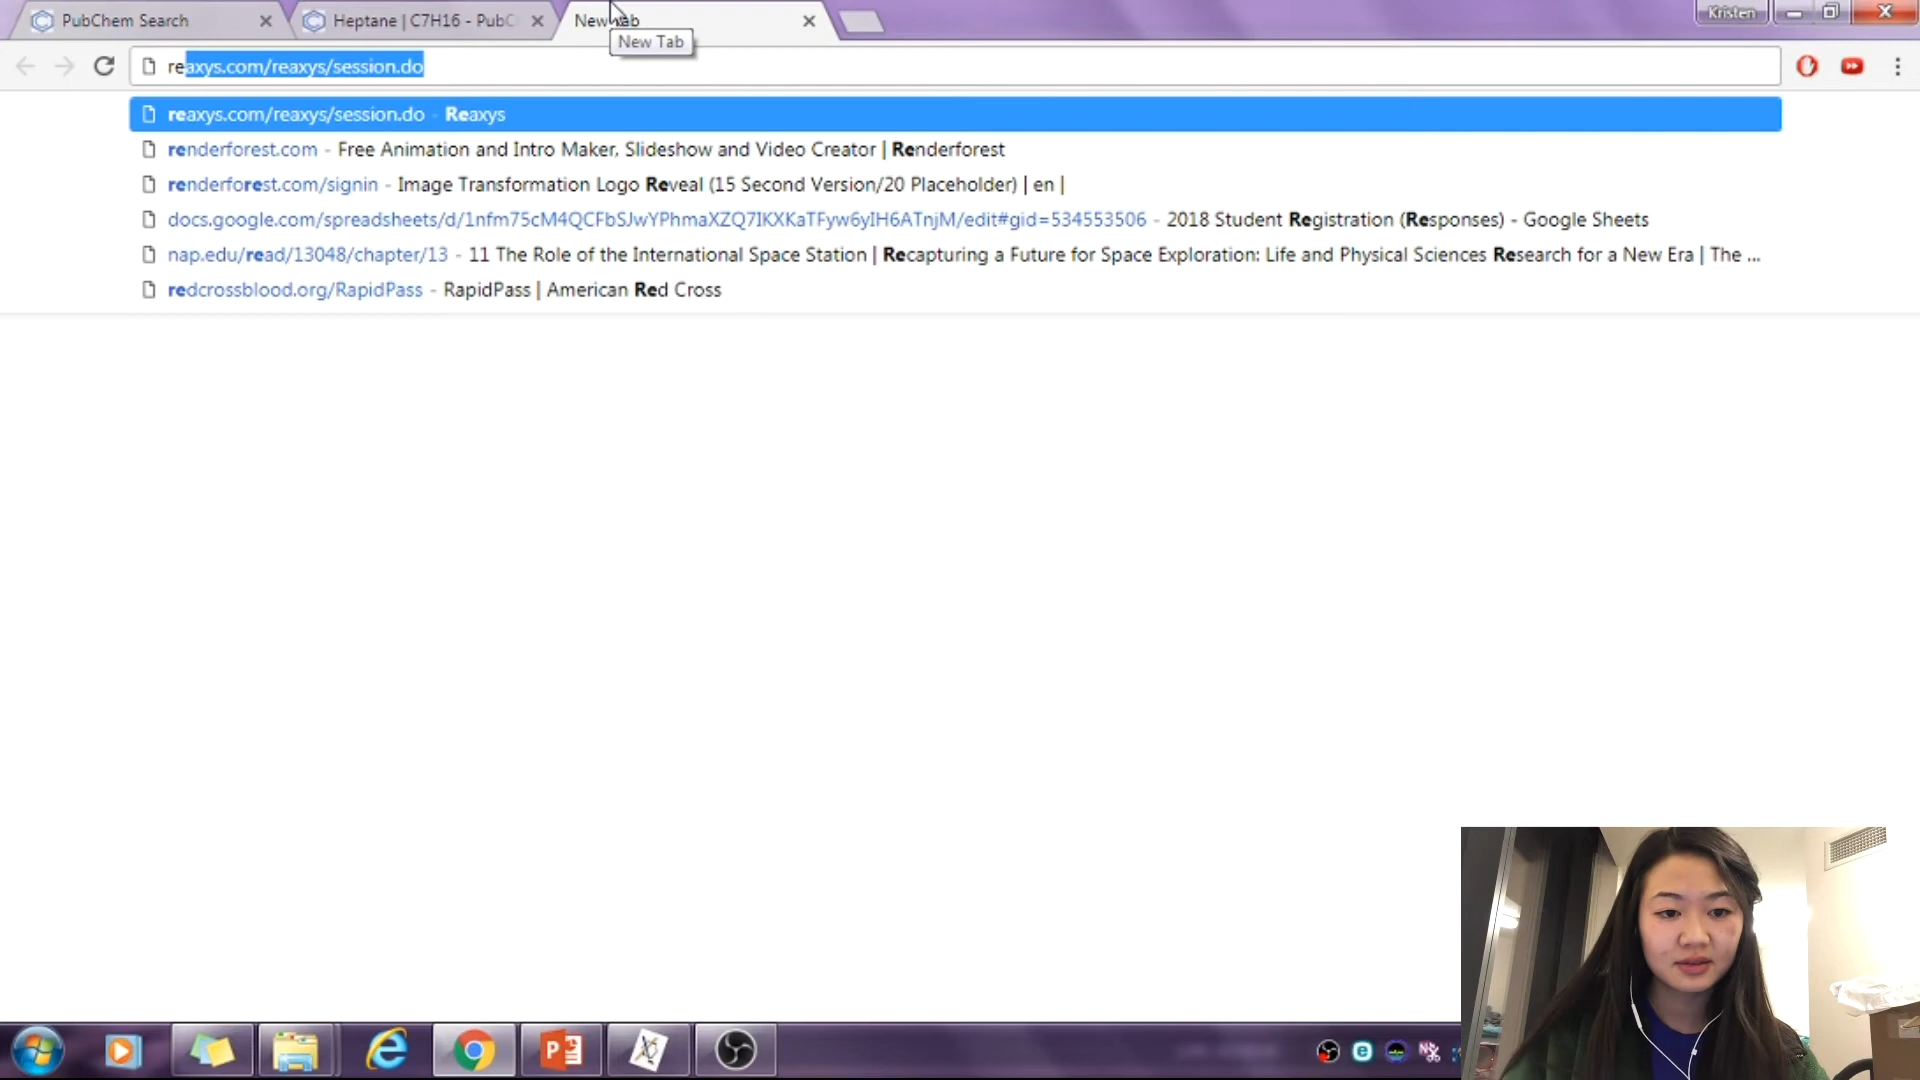 PubChem Search
Heptane | C7H16 - PubC
New Tab
Kristen
New Tab
reaxys.com/reaxys/session.do
reaxys.com/reaxys/session.do - Reaxys
renderforest.com - Free Animation and Intro Maker, Slideshow and Video Creator | Renderforest
renderforest.com/signin - Image Transformation Logo Reveal (15 Second Version/20 Placeholder) | en |
docs.google.com/spreadsheets/d/1nfm75cM4QCFbSJwYPhmaXZQ7IKXKaTFyw6yIH6ATnjM/edit#gid=534553506 - 2018 Student Registration (Responses) - Google Sheets
nap.edu/read/13048/chapter/13 - 11 The Role of the International Space Station | Recapturing a Future for Space Exploration: Life and Physical Sciences Research for a New Era | The ...
redcrossblood.org/RapidPass - RapidPass | American Red Cross